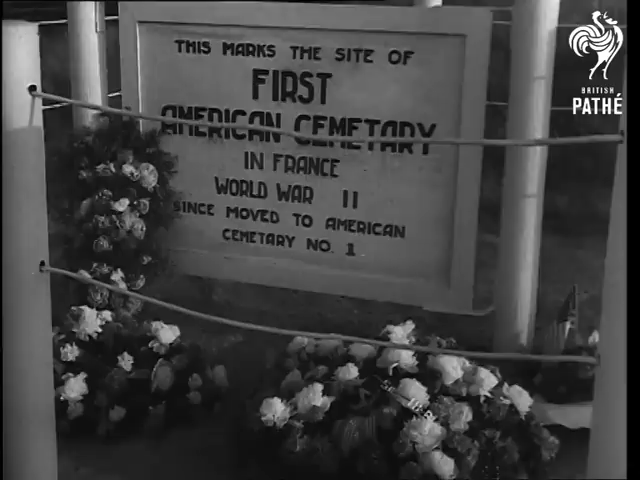 THIS MARKS THE SITE OF
FIRST
AMERICAN CEMETARY
IN FRANCE
WORLD WAR II
SINCE MOVED TO AMERICAN
CEMETARY NO. 1
BRITISH
PATHÉ